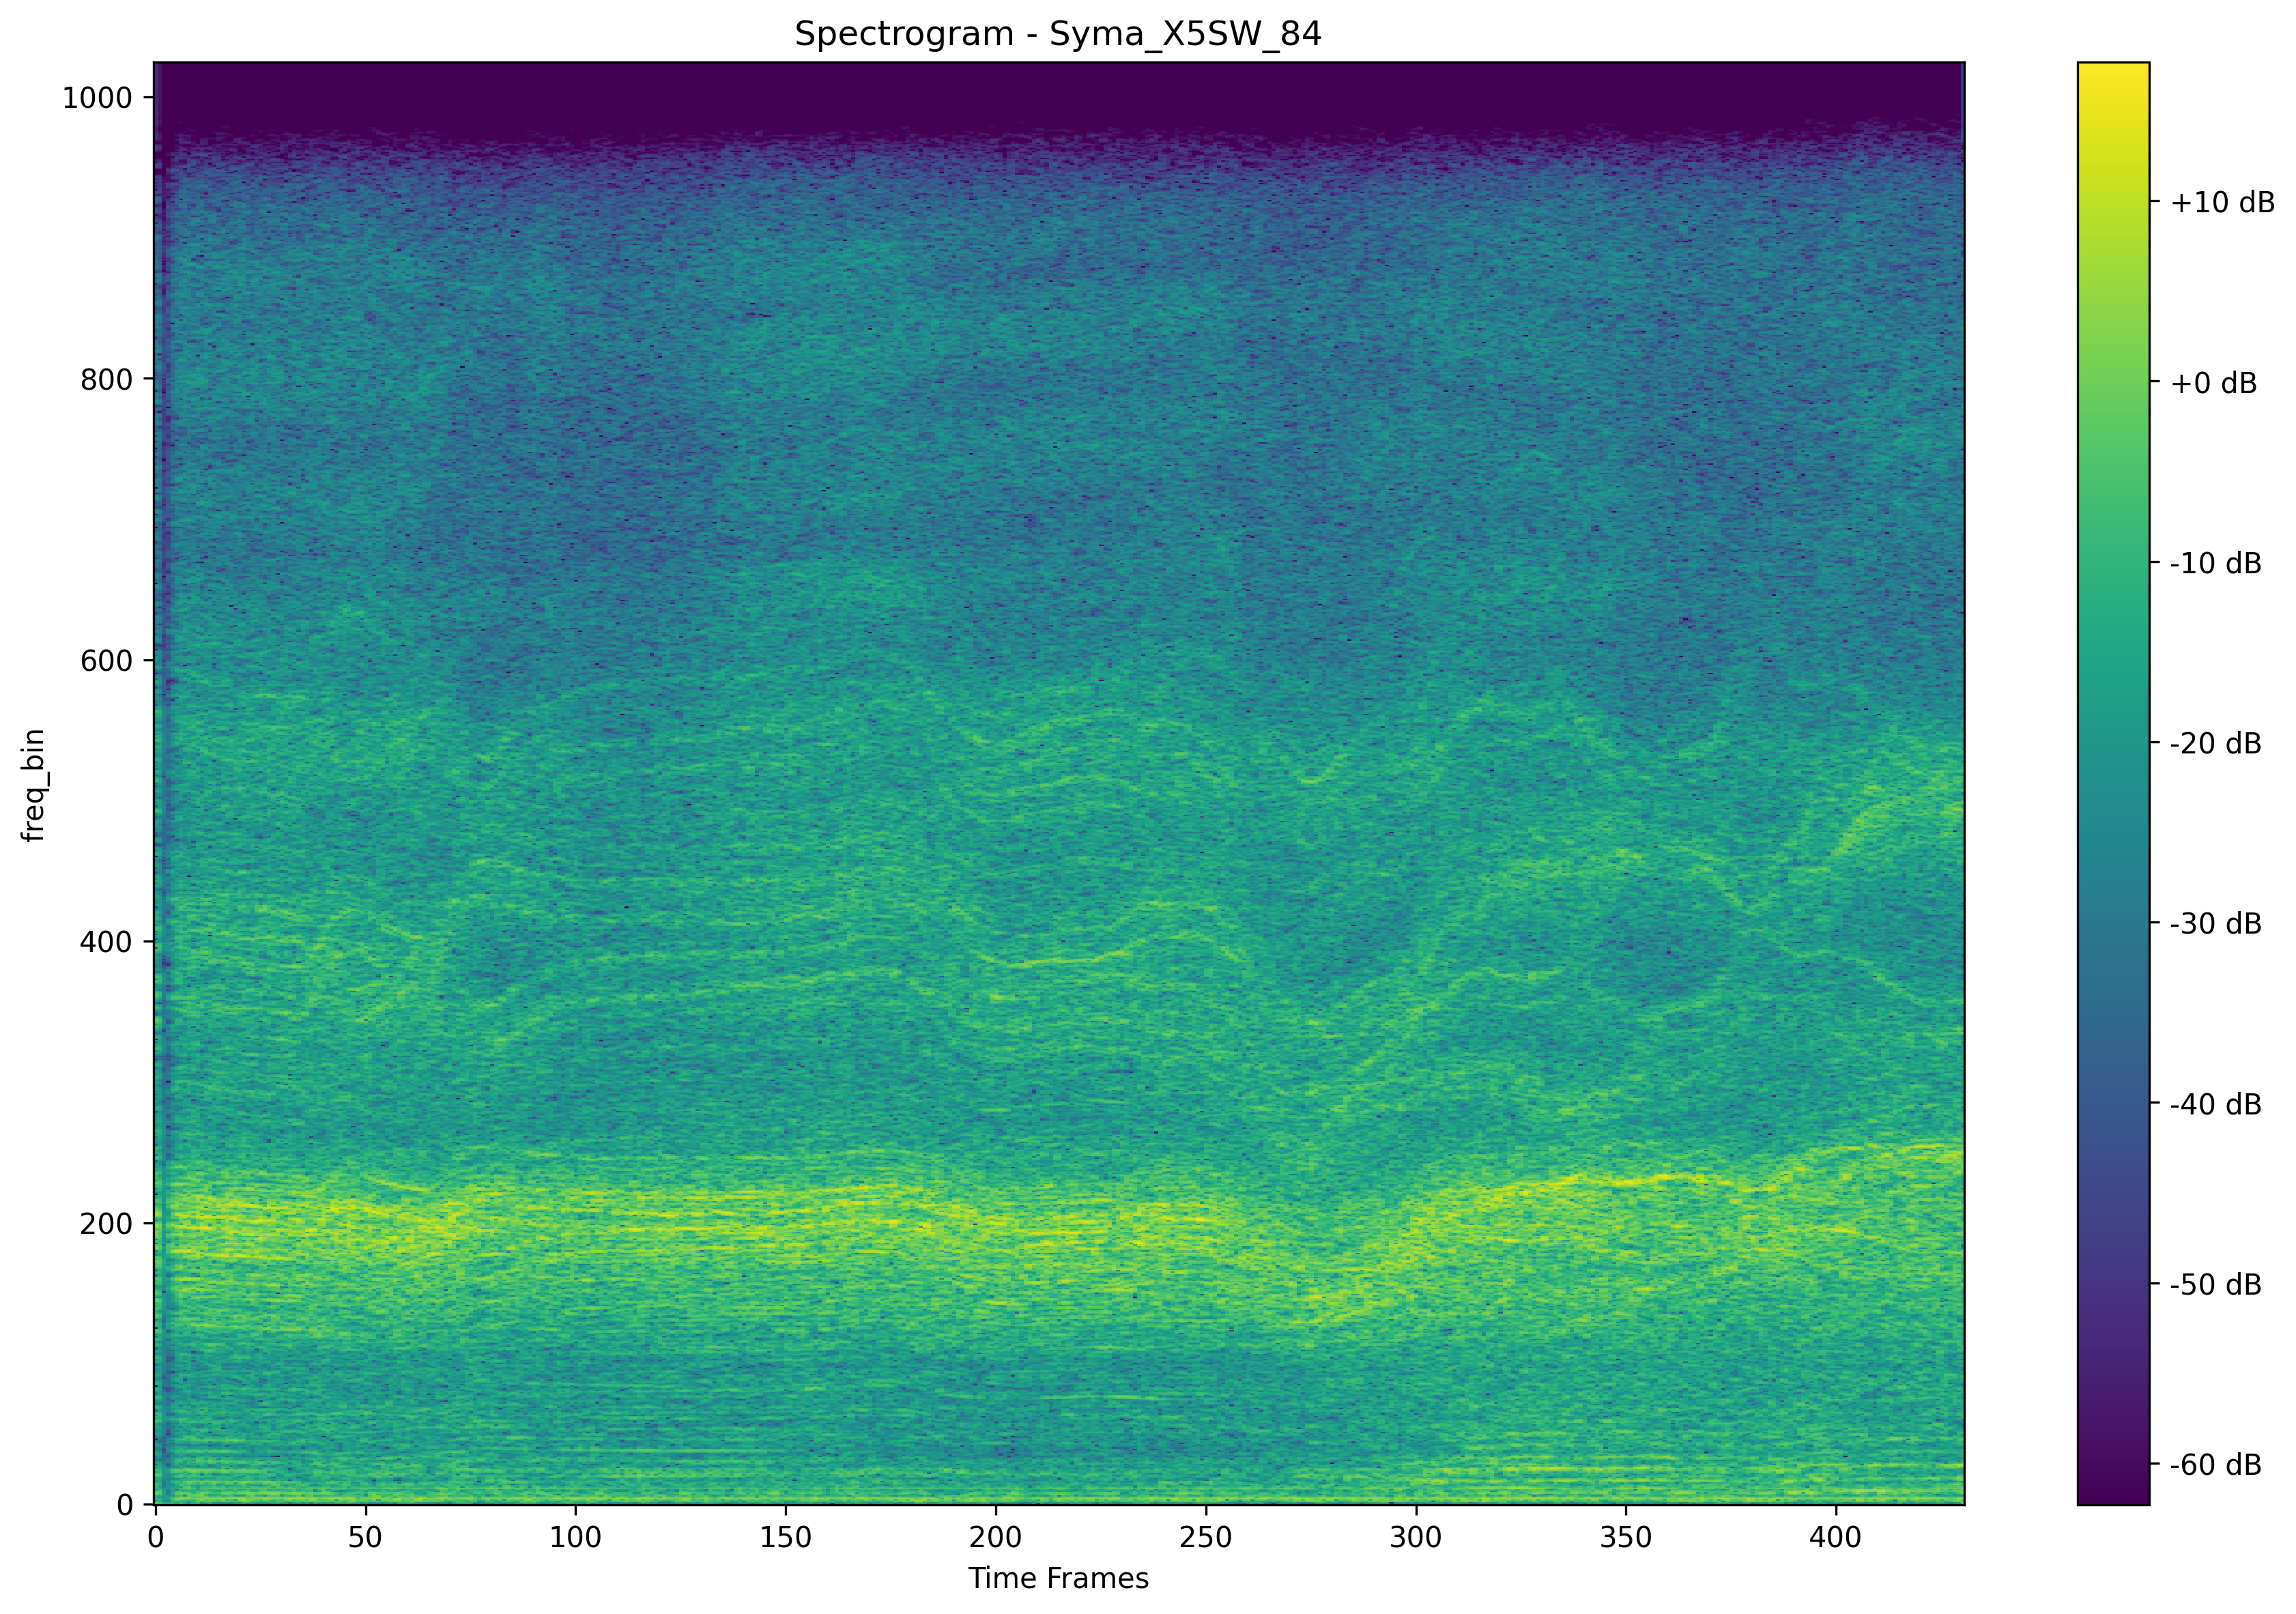 Spectrogram - Syma_X5SW_84
1000
800
600
400
200
0
freq_bin
0 50 100 150 200 250 300 350 400
Time Frames
+10 dB
+0 dB
-10 dB
-20 dB
-30 dB
-40 dB
-50 dB
-60 dB